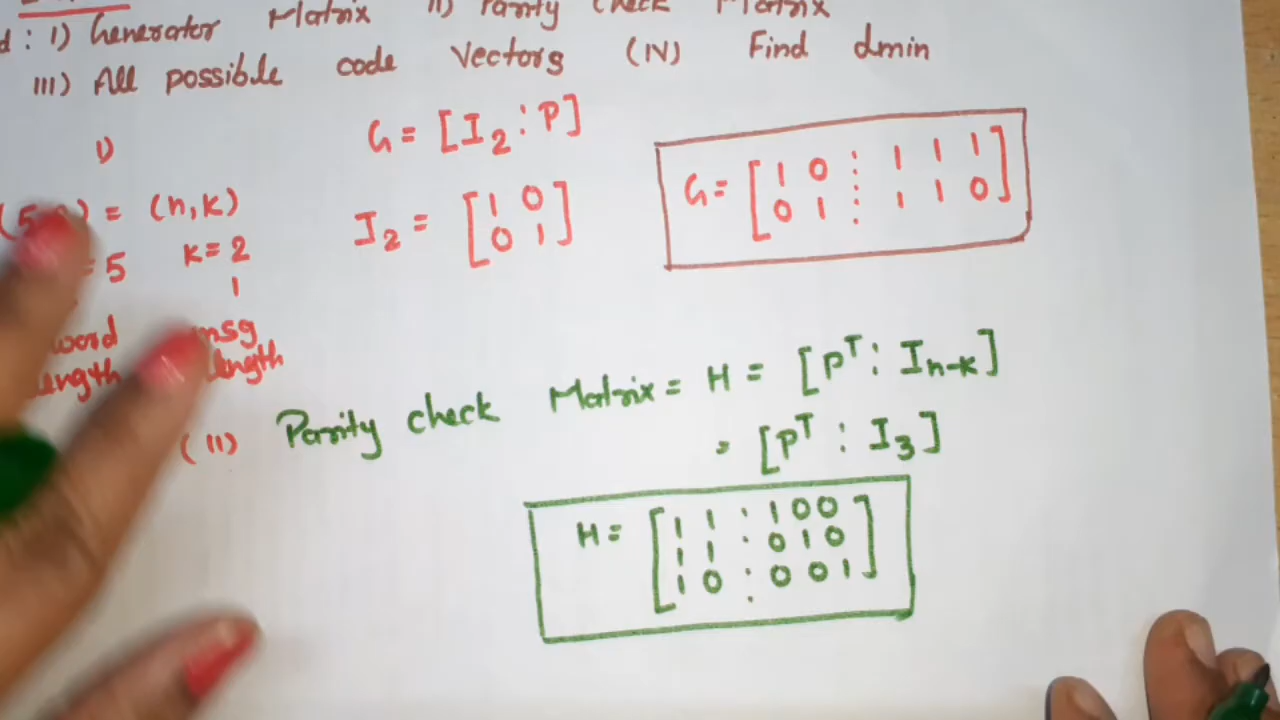 : i) Generator Matrix ii) Parity Check Matrix
iii) All possible code Vectors (iv) Find dmin
i)
G = [I2 : P]
G = [1 0 : 1 1 1
0 1 : 1 1 0]
(5 ) = (n,k)
= 5 k = 2
I2 = [1 0
0 1]
word msg
length length
(ii) Parity check Matrix = H = [P^T : In-k]
= [P^T : I3]
H = [1 1 : 1 0 0
1 1 : 0 1 0
1 0 : 0 0 1]